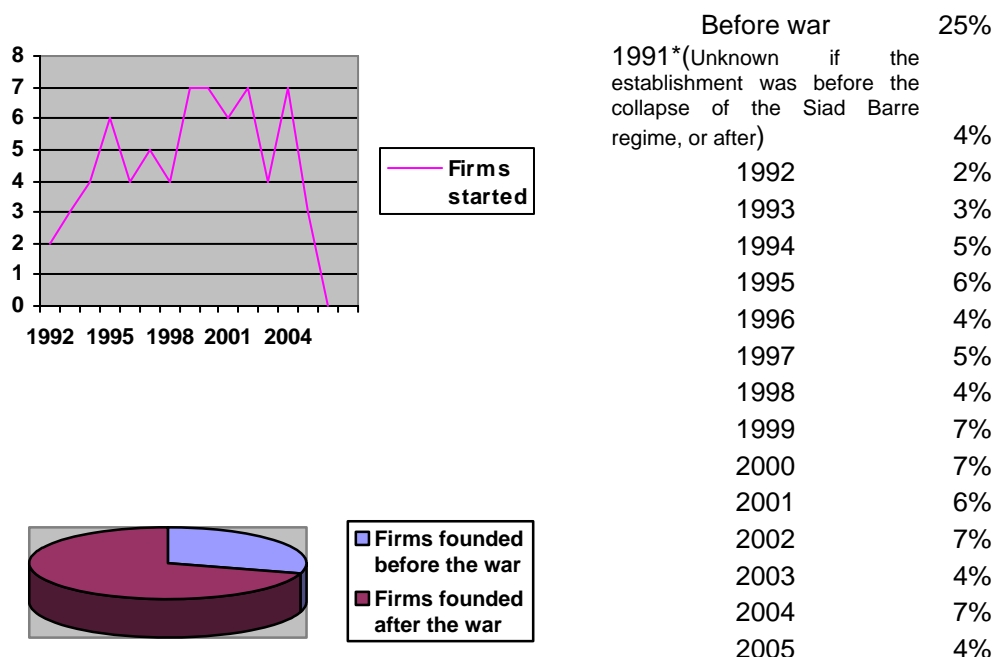 8
7
6
5
4
3
2
1
0
1992 1995 1998 2001 2004
Firms
started
Firms founded
before the war
Firms founded
after the war
Before war 25%
1991*(Unknown if the
establishment was before the
collapse of the Siad Barre
regime, or after) 4%
1992 2%
1993 3%
1994 5%
1995 6%
1996 4%
1997 5%
1998 4%
1999 7%
2000 7%
2001 6%
2002 7%
2003 4%
2004 7%
2005 4%